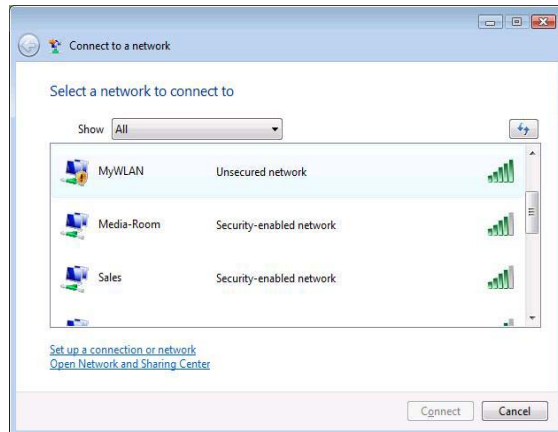 Connect to a network
Select a network to connect to
Show All
MyWLAN Unsecured network
Media-Room Security-enabled network
Sales Security-enabled network
Set up a connection or network
Open Network and Sharing Center
Connect Cancel